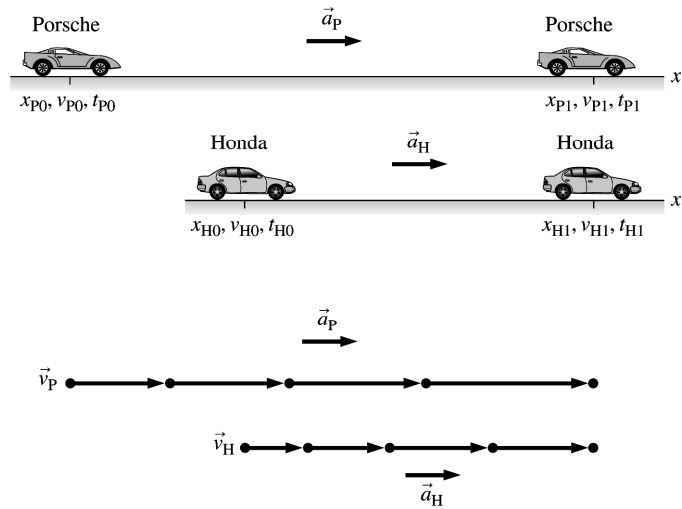 Porsche a⃗P Porsche
x
xP0, vP0, tP0 xP1, vP1, tP1
Honda a⃗H Honda
x
xH0, vH0, tH0 xH1, vH1, tH1
a⃗P
v⃗P
v⃗H
a⃗H